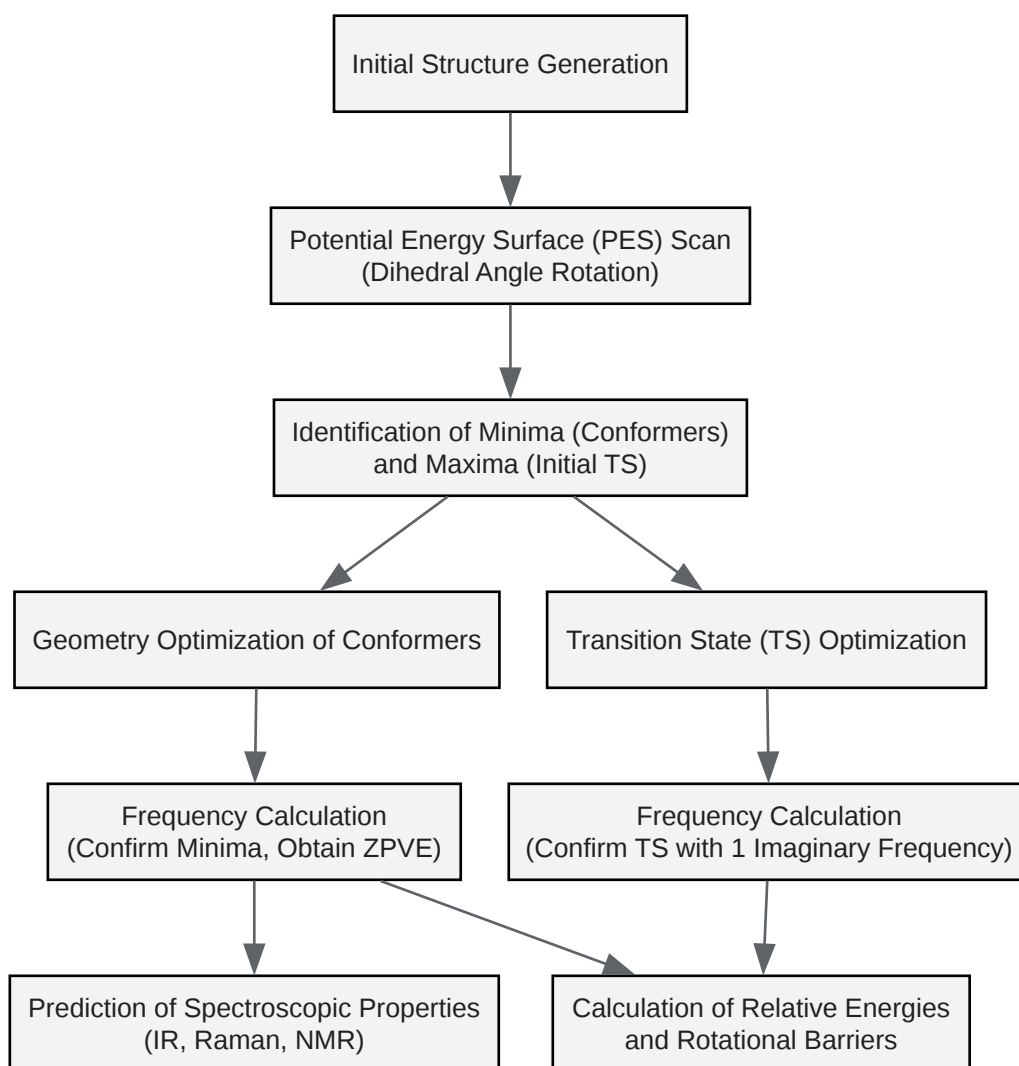 Initial Structure Generation
Potential Energy Surface (PES) Scan
(Dihedral Angle Rotation)
Identification of Minima (Conformers)
and Maxima (Initial TS)
Geometry Optimization of Conformers
Transition State (TS) Optimization
Frequency Calculation
(Confirm Minima, Obtain ZPVE)
Frequency Calculation
(Confirm TS with 1 Imaginary Frequency)
Prediction of Spectroscopic Properties
(IR, Raman, NMR)
Calculation of Relative Energies
and Rotational Barriers